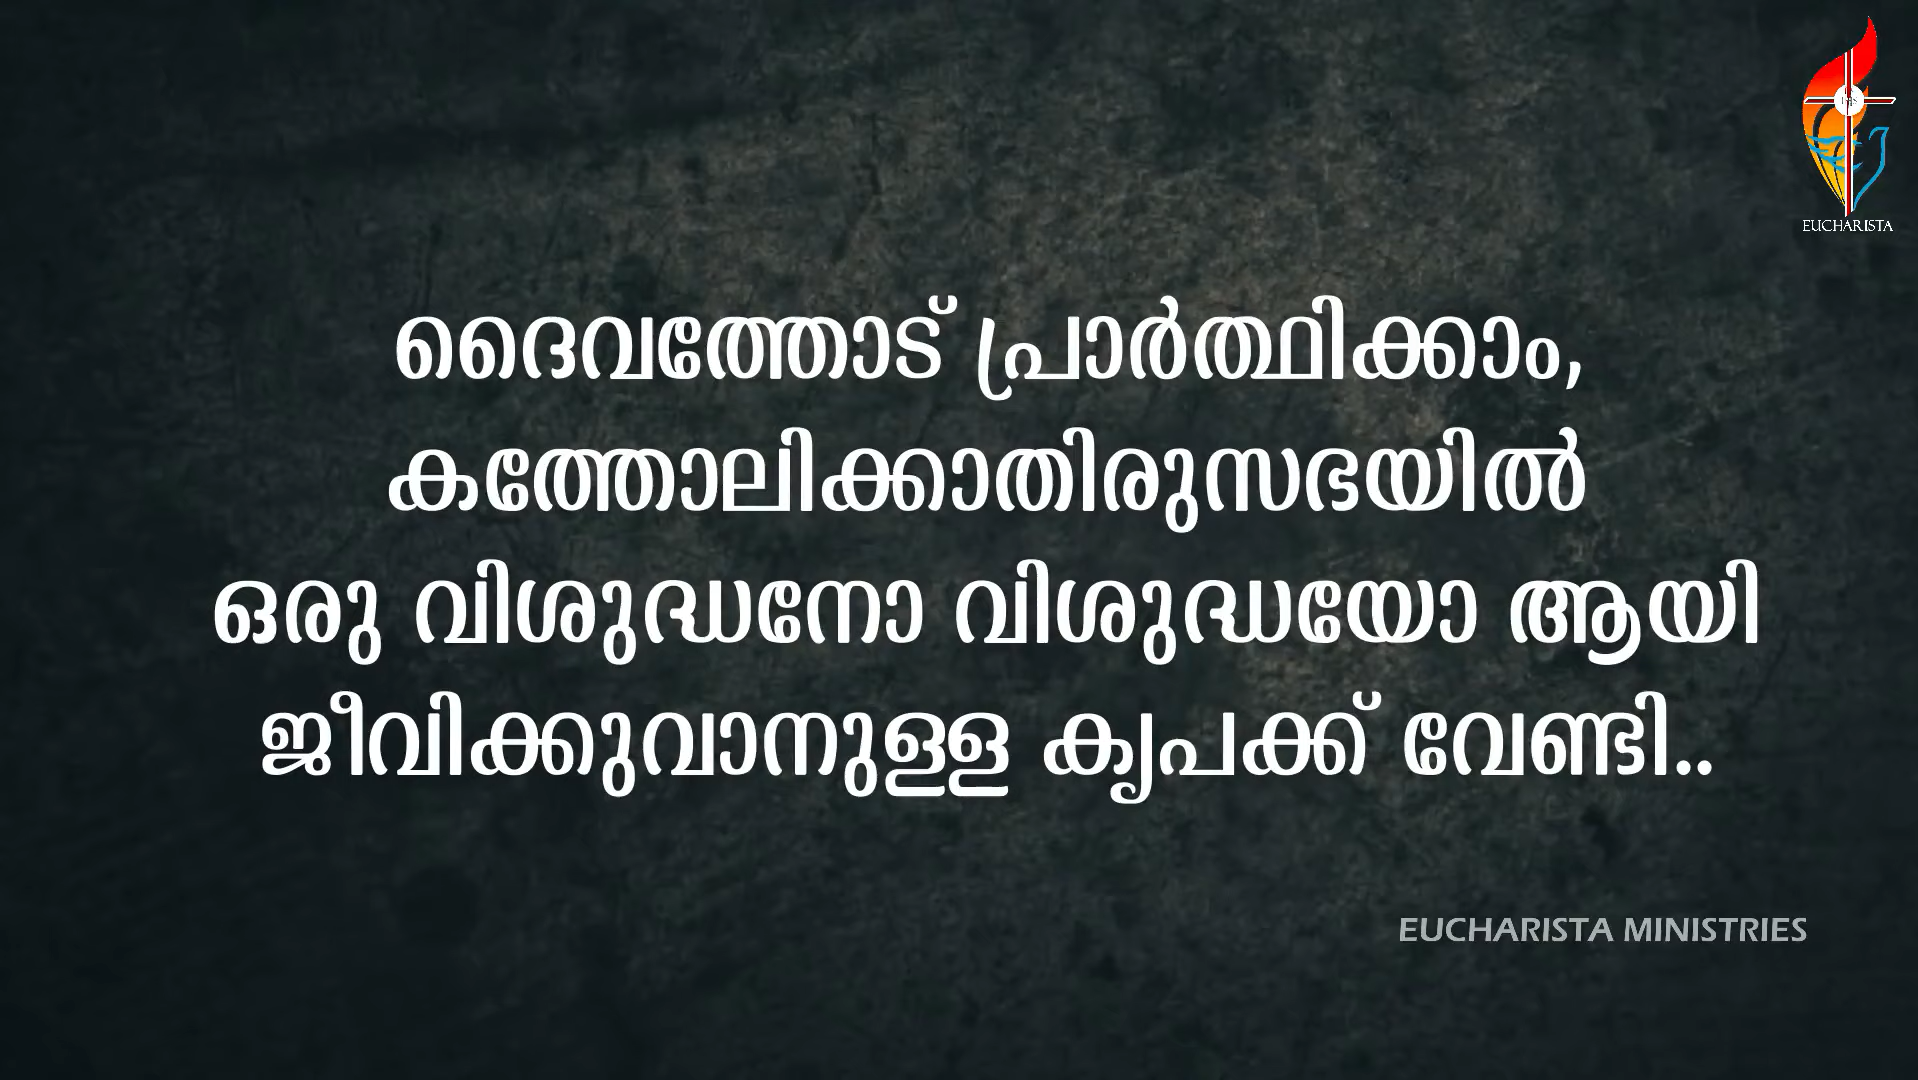 EUCHARISTA
ദൈവത്തോട് പ്രാർത്ഥിക്കാം,
കത്തോലിക്കാതിരുസഭയിൽ
ഒരു വിശുദ്ധനോ വിശുദ്ധയോ ആയി
ജീവിക്കുവാനുള്ള കൃപക്ക് വേണ്ടി..
EUCHARISTA MINISTRIES